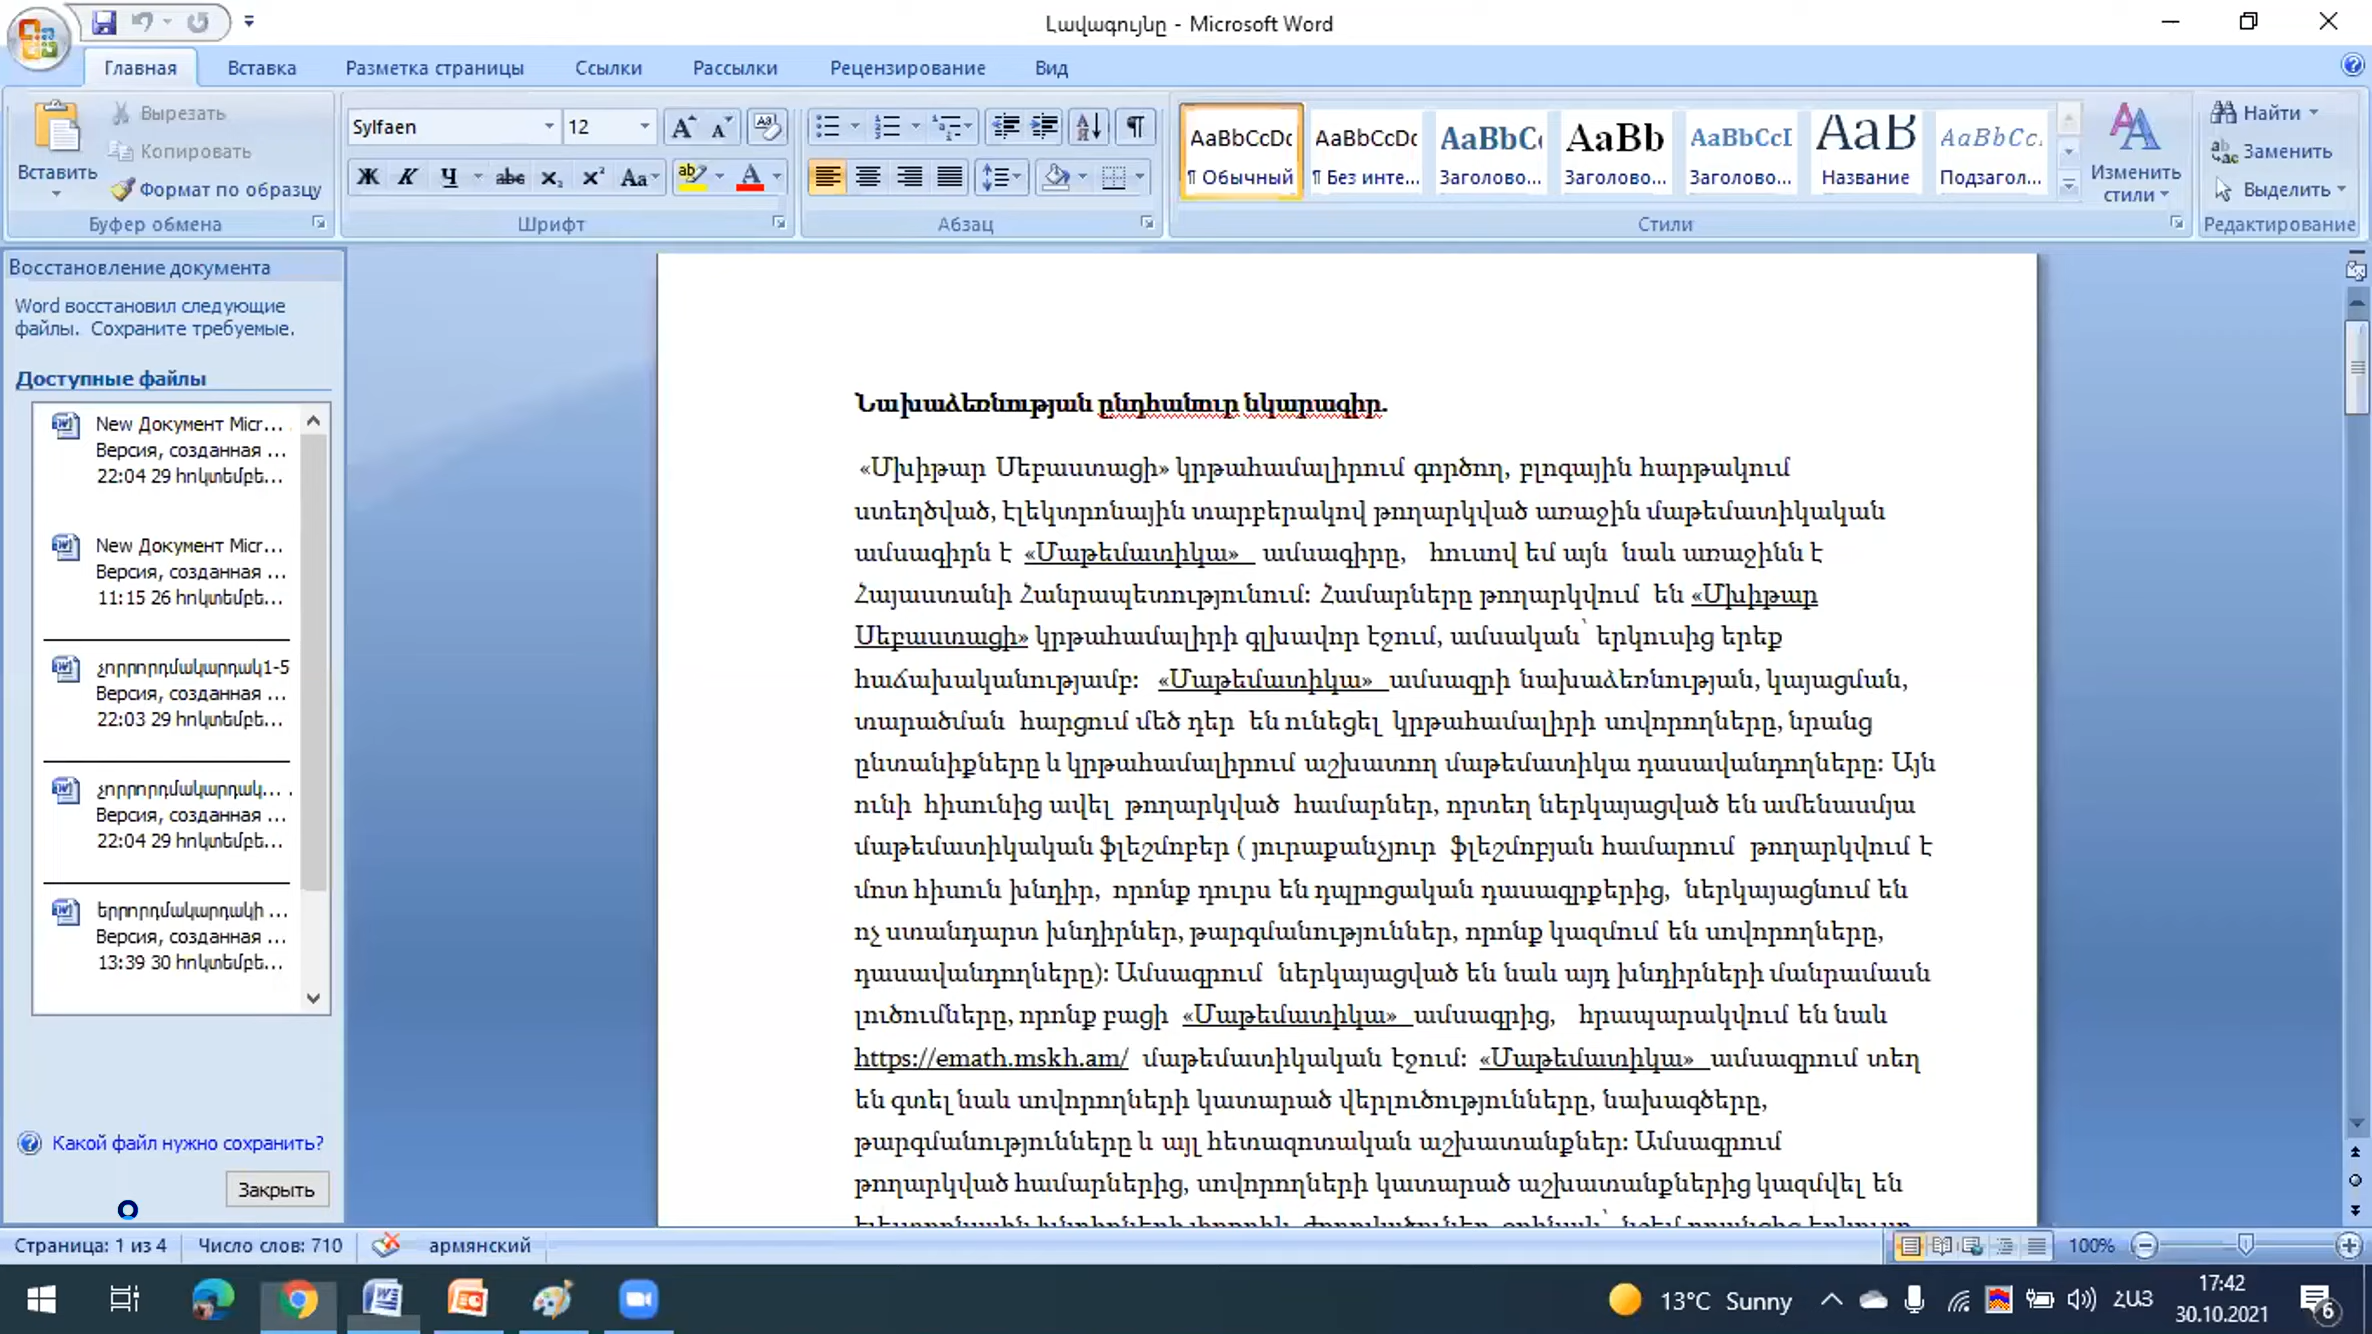 Լավագույնը - Microsoft Word
Главная Вставка Разметка страницы Ссылки Рассылки Рецензирование Вид
Вставить
Вырезать
Копировать
Формат по образцу
Буфер обмена
Sylfaen 12
Ж К Ч abc x₂ x² Aa
Шрифт
Абзац
AaBbCcDc AaBbCcDc AaBbC AaBb AaBbCcI AaB AaBbCc.
¶ Обычный ¶ Без инте... Заголово... Заголово... Заголово... Название Подзагол...
Стили
Изменить стили
Найти
Заменить
Выделить
Редактирование
Восстановление документа
Word восстановил следующие
файлы. Сохраните требуемые.
Доступные файлы
New Документ Micr...
Версия, созданная ...
22:04 29 հոկտեմբե...
New Документ Micr...
Версия, созданная ...
11:15 26 հոկտեմբե...
չորրորդմակարդակ1-5
Версия, созданная ...
22:03 29 հոկտեմբե...
չորրորդմակարդակ...
Версия, созданная ...
22:04 29 հոկտեմբե...
երրորդմակարդակի ...
Версия, созданная ...
13:39 30 հոկտեմբե...
Какой файл нужно сохранить?
Закрыть
Նախաձեռնության ընդհանուր նկարագիր.
«Մխիթար Սեբաստացի» կրթահամալիրում գործող, բլոգային հարթակում
ստեղծված, էլեկտրոնային տարբերակով թողարկված առաջին մաթեմատիկական
ամսագիրն է «Մաթեմատիկա» ամսագիրը, հուսով եմ այն նաև առաջինն է
Հայաստանի Հանրապետությունում: Համարները թողարկվում են «Մխիթար
Սեբաստացի» կրթահամալիրի գլխավոր էջում, ամսական՝ երկուսից երեք
հաճախականությամբ: «Մաթեմատիկա» ամսագրի նախաձեռնության, կայացման,
տարածման հարցում մեծ դեր են ունեցել կրթահամալիրի սովորողները, նրանց
ընտանիքները և կրթահամալիրում աշխատող մաթեմատիկա դասավանդողները: Այն
ունի հիսունից ավել թողարկված համարներ, որտեղ ներկայացված են ամենասմյա
մաթեմատիկական ֆլեշմոբեր ( յուրաքանչյուր ֆլեշմոբյան համարում թողարկվում է
մոտ հիսուն խնդիր, որոնք դուրս են դպրոցական դասագրքերից, ներկայացնում են
ոչ ստանդարտ խնդիրներ, թարգմանություններ, որոնք կազմում են սովորողները,
դասավանդողները): Ամսագրում ներկայացված են նաև այդ խնդիրների մանրամասն
լուծումները, որոնք բացի «Մաթեմատիկա» ամսագրից, հրապարակվում են նաև
https://emath.mskh.am/ մաթեմատիկական էջում: «Մաթեմատիկա» ամսագրում տեղ
են գտել նաև սովորողների կատարած վերլուծությունները, նախագծերը,
թարգմանությունները և այլ հետազոտական աշխատանքներ: Ամսագրում
թողարկված համարներից, սովորողների կատարած աշխատանքներից կազմվել են
Страница: 1 из 4 Число слов: 710 армянский 100%
13°C Sunny ՀԱՅ 17:42
30.10.2021
6